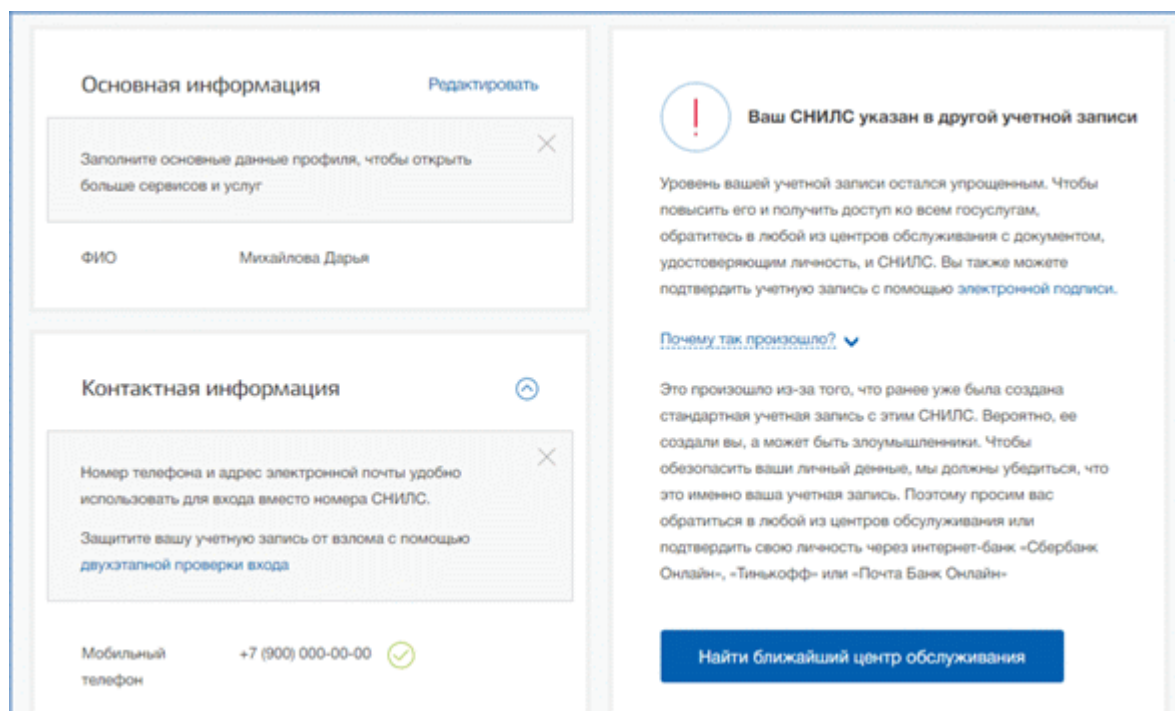 Основная информация
Редактировать
Заполните основные данные профиля, чтобы открыть
больше сервисов и услуг
ФИО
Михайлова Дарья
Контактная информация
Номер телефона и адрес электронной почты удобно
использовать для входа вместо номера СНИЛС.
Защитите вашу учетную запись от взлома с помощью
двухэтапной проверки входа
Мобильный
телефон
+7 (900) 000-00-00
Ваш СНИЛС указан в другой учетной записи
Уровень вашей учетной записи остался упрощенным. Чтобы
повысить его и получить доступ ко всем госуслугам,
обратитесь в любой из центров обслуживания с документом,
удостоверяющим личность, и СНИЛС. Вы также можете
подтвердить учетную запись с помощью электронной подписи.
Почему так произошло?
Это произошло из-за того, что ранее уже была создана
стандартная учетная запись с этим СНИЛС. Вероятно, ее
создали вы, а может быть злоумышленники. Чтобы
обезопасить ваши личный денные, мы должны убедиться, что
это именно ваша учетная запись. Поэтому просим вас
обратиться в любой из центров обсулуживания или
подтвердить свою личность через интернет-банк «Сбербанк
Онлайн», «Тинькофф» или «Почта Банк Онлайн»
Найти ближайший центр обслуживания